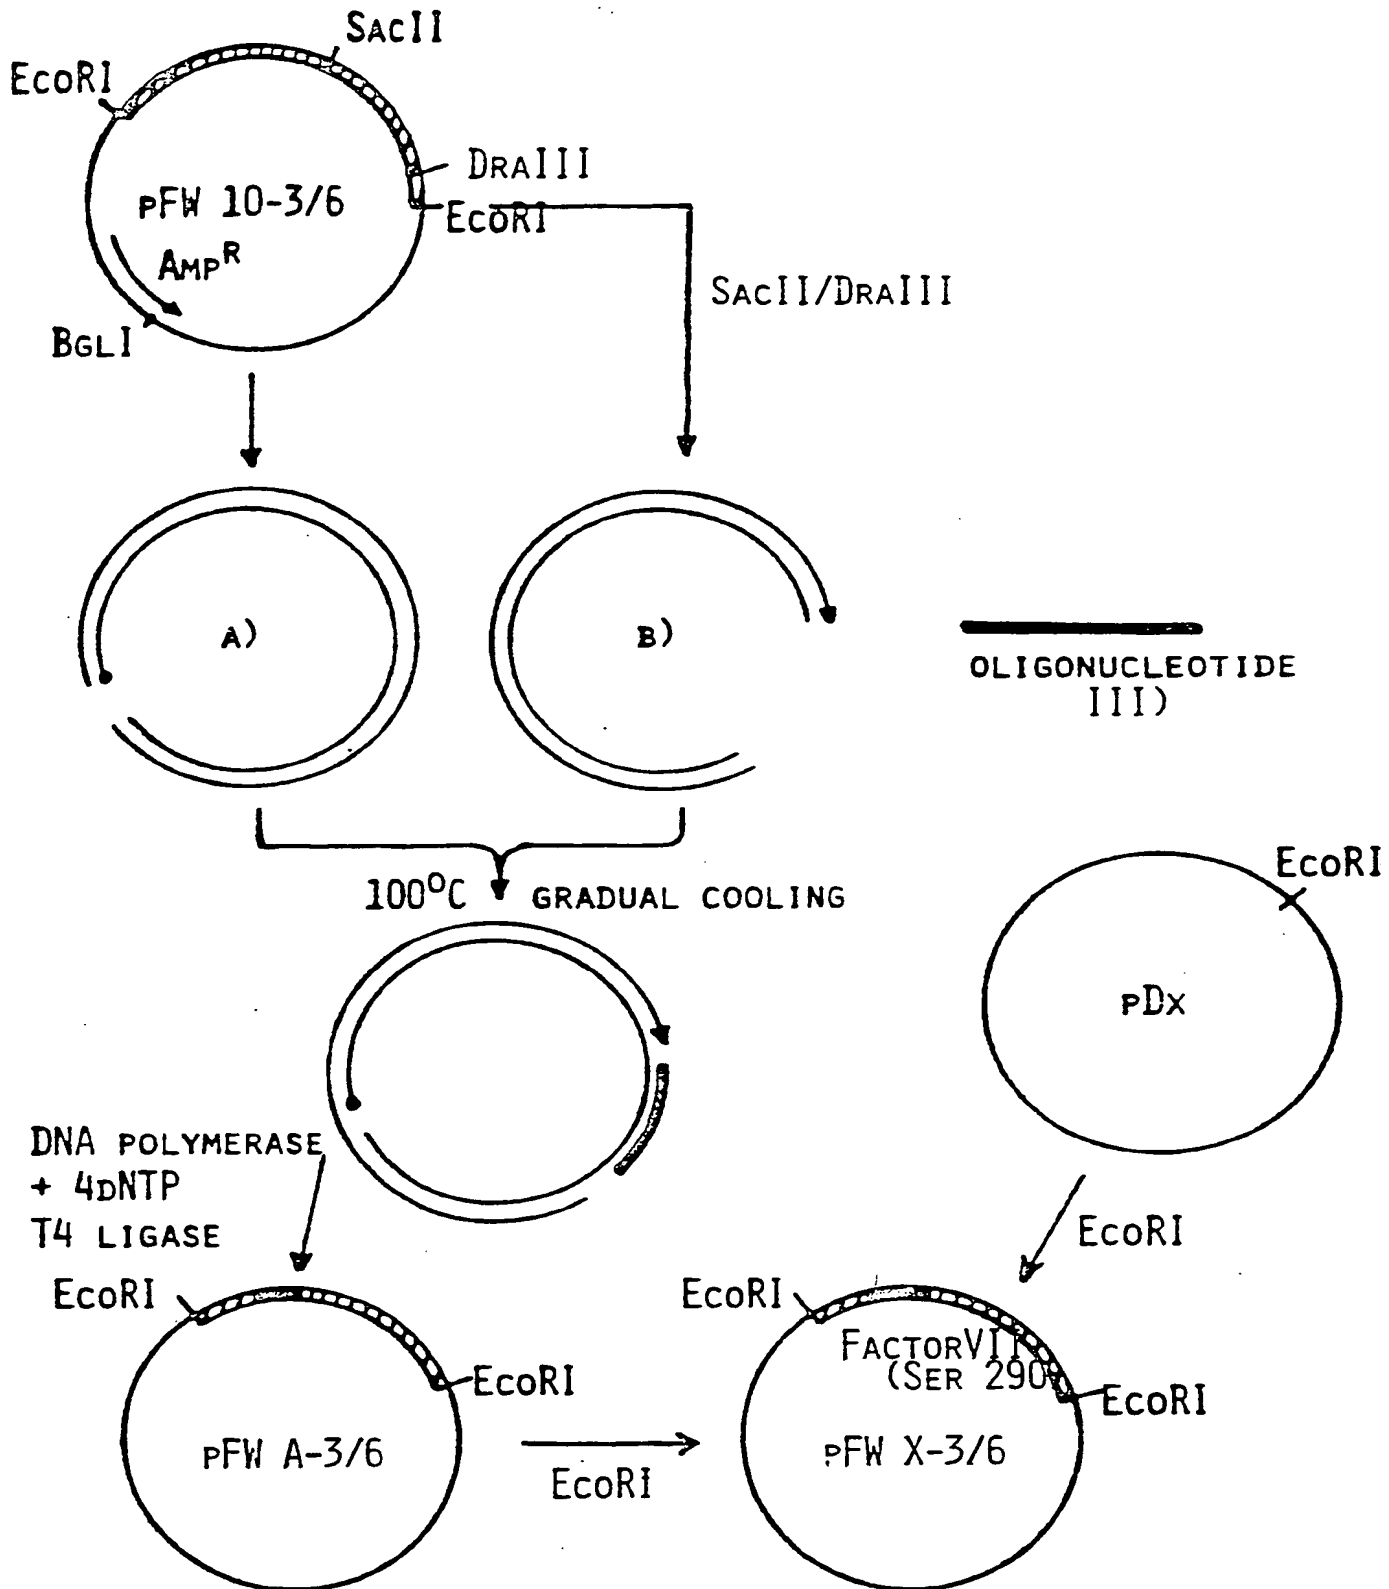 SacII
EcoRI
DraIII
pFW 10-3/6
EcoRI
AmpR
SacII/DraIII
BglI
A)
B)
OLIGONUCLEOTIDE
III)
100°C GRADUAL COOLING
EcoRI
pDx
DNA POLYMERASE
+ 4dNTP
T4 LIGASE
EcoRI
EcoRI
EcoRI
FactorVII
(Ser 290
EcoRI
EcoRI
pFW A-3/6
EcoRI
pFW X-3/6